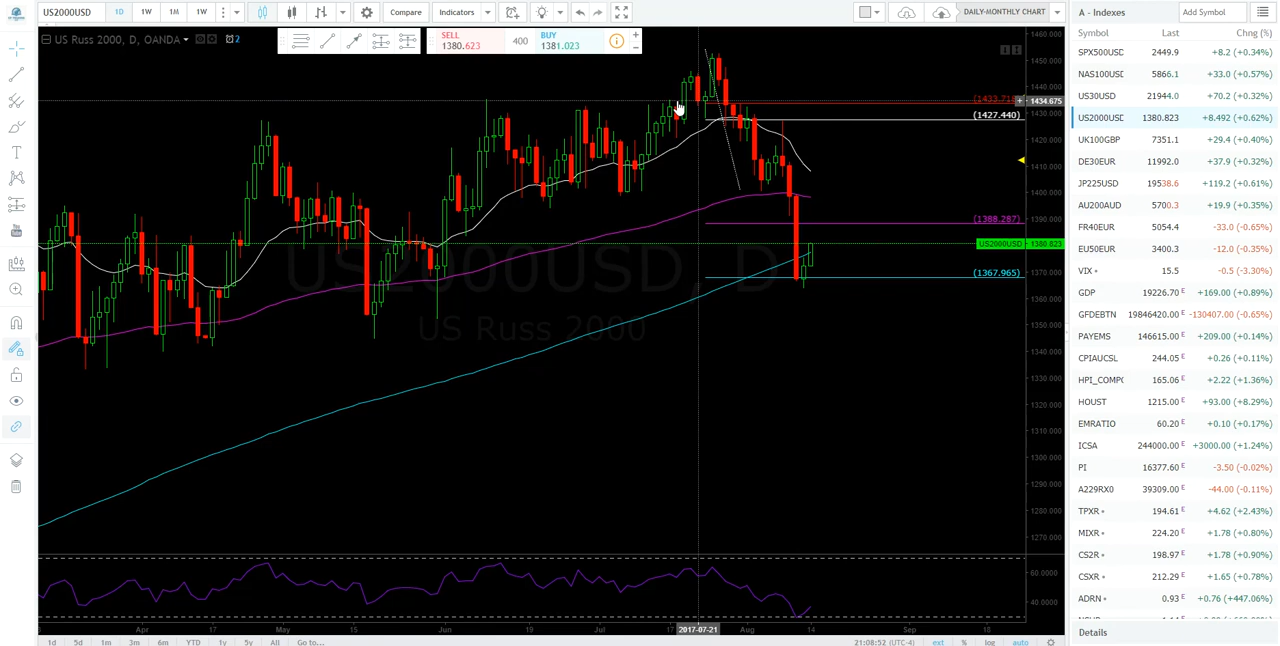 US2000USD 1D 1W 1M 1W Compare Indicators DAILY-MONTHLY CHART
A - Indexes Add Symbol
US Russ 2000, D, OANDA 2
SELL
1380.623
400
BUY
1381.023
Symbol Last Chng (%)
SPX500USD 2449.9 +8.2 (+0.34%)
NAS100USD 5866.1 +33.0 (+0.57%)
US30USD 21944.0 +70.2 (+0.32%)
US2000USD 1380.823 +8.492 (+0.62%)
UK100GBP 7351.1 +29.4 (+0.40%)
DE30EUR 11992.0 +37.9 (+0.32%)
JP225USD 19538.6 +119.2 (+0.61%)
AU200AUD 5700.3 +19.9 (+0.35%)
FR40EUR 5054.4 -33.0 (-0.65%)
EU50EUR 3400.3 -12.0 (-0.35%)
VIX 15.5 -0.5 (-3.30%)
GDP 19226.70 E +169.00 (+0.89%)
GFDEBTN 19846420.00 E -130407.00 (-0.65%)
PAYEMS 146615.00 E +209.00 (+0.14%)
CPIAUCSL 244.05 E +0.26 (+0.11%)
HPI_COMP( 165.06 E +2.22 (+1.36%)
HOUST 1215.00 E +93.00 (+8.29%)
EMRATIO 60.20 E +0.10 (+0.17%)
ICSA 244000.00 E +3000.00 (+1.24%)
PI 16377.60 E -3.50 (-0.02%)
A229RX0 39309.00 E -44.00 (-0.11%)
TPXR 194.61 E +4.62 (+2.43%)
MIXR 224.20 E +1.78 (+0.80%)
CS2R 198.97 E +1.78 (+0.90%)
CSXR 212.29 E +1.65 (+0.78%)
ADRN 0.93 E +0.76 (+447.06%)
Details
1460.000
1450.000
1440.000
1434.675
1430.000
1420.000
1410.000
1400.000
1390.000
US2000USD 1380.823
1370.000
1360.000
1350.000
1340.000
1330.000
1320.000
1310.000
1300.000
1290.000
1280.000
1270.000
60.0000
40.0000
(1427.440)
(1388.287)
(1367.965)
US2000USD, D
US Russ 2000
Apr 17 May 15 Jun 19 Jul 17 2017-07-21 Aug 14 Sep
1d 5d 1m 3m 6m YTD 1y 5y All Go to...
21:08:52 (UTC-4) ext % log auto